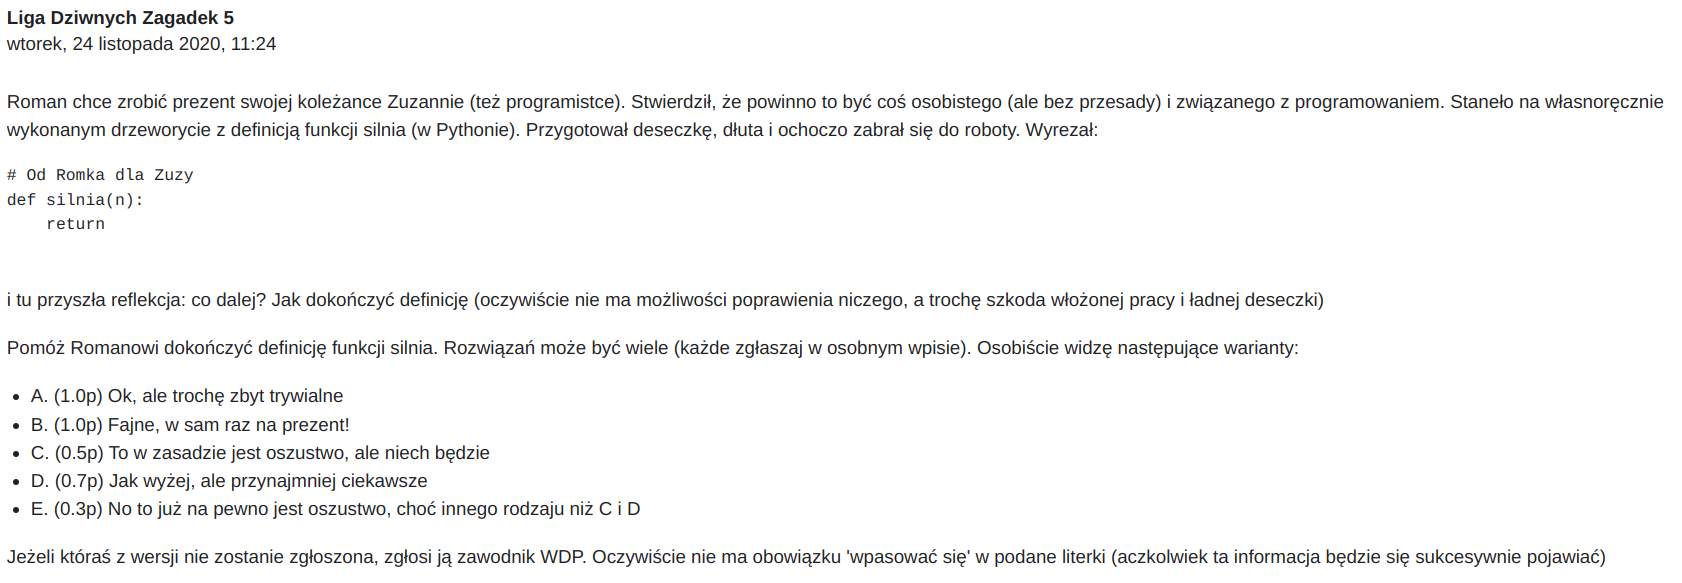 Liga Dziwnych Zagadek 5
wtorek, 24 listopada 2020, 11:24
Roman chce zrobić prezent swojej koleżance Zuzannie (też programistce). Stwierdził, że powinno to być coś osobistego (ale bez przesady) i związanego z programowaniem. Staneło na własnoręcznie
wykonanym drzeworycie z definicją funkcji silnia (w Pythonie). Przygotował deseczkę, dłuta i ochoczo zabrał się do roboty. Wyrezał:
# Od Romka dla Zuzy
def silnia(n):
    return
i tu przyszła reflekcja: co dalej? Jak dokończyć definicję (oczywiście nie ma możliwości poprawienia niczego, a trochę szkoda włożonej pracy i ładnej deseczki)
Pomóż Romanowi dokończyć definicję funkcji silnia. Rozwiązań może być wiele (każde zgłaszaj w osobnym wpisie). Osobiście widzę następujące warianty:
• A. (1.0p) Ok, ale trochę zbyt trywialne
• B. (1.0p) Fajne, w sam raz na prezent!
• C. (0.5p) To w zasadzie jest oszustwo, ale niech będzie
• D. (0.7p) Jak wyżej, ale przynajmniej ciekawsze
• E. (0.3p) No to już na pewno jest oszustwo, choć innego rodzaju niż C i D
Jeżeli któraś z wersji nie zostanie zgłoszona, zgłosi ją zawodnik WDP. Oczywiście nie ma obowiązku 'wpasować się' w podane literki (aczkolwiek ta informacja będzie się sukcesywnie pojawiać)